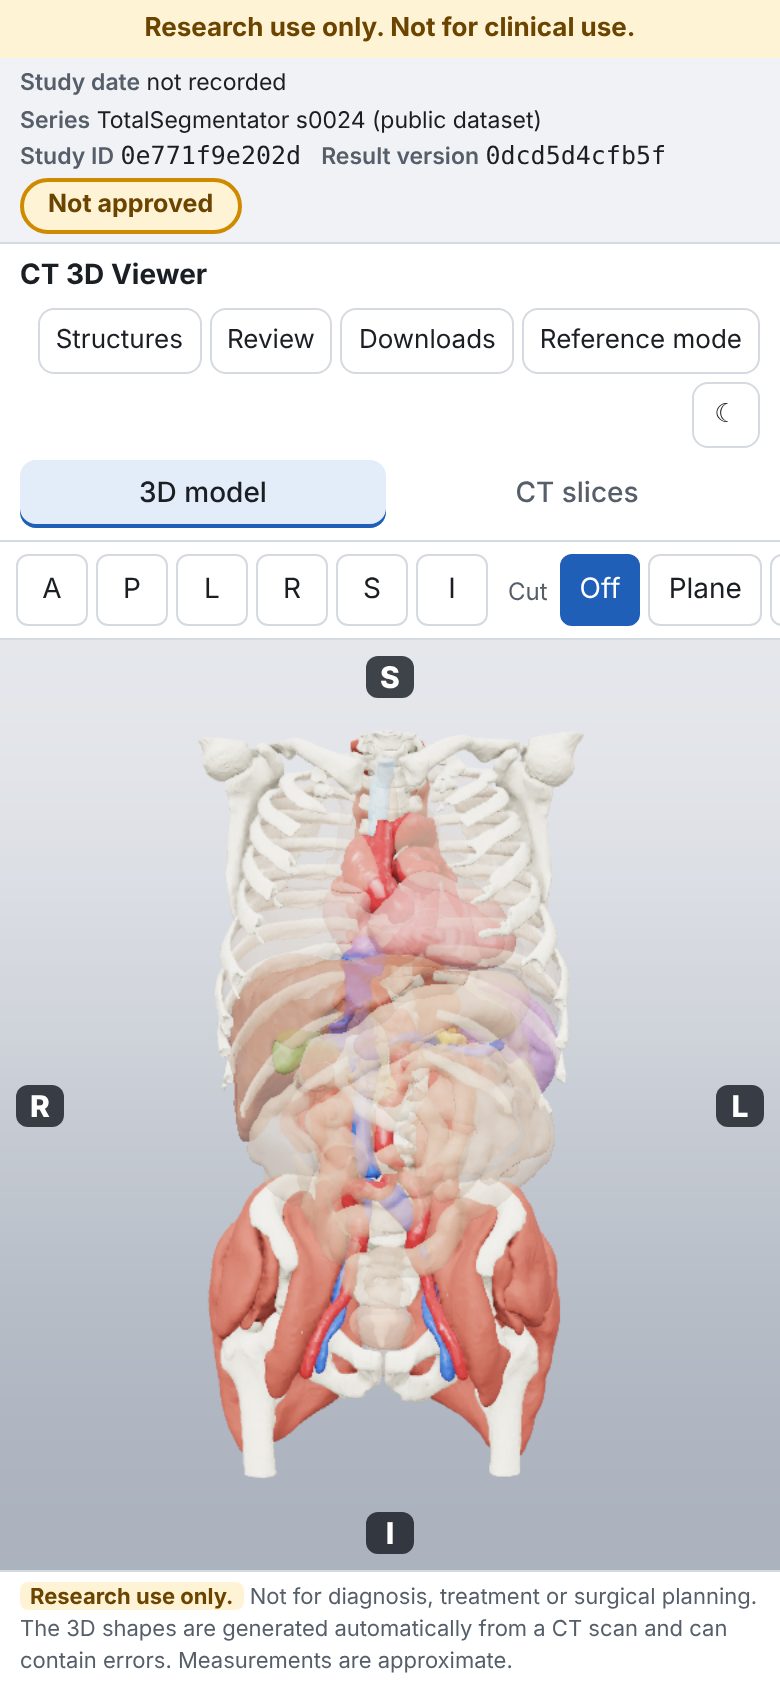 Research use only. Not for clinical use.
Study date not recorded
Series TotalSegmentator s0024 (public dataset)
Study ID 0e771f9e202d Result version 0dcd5d4cfb5f
Not approved
CT 3D Viewer
Structures Review Downloads Reference mode
☾
3D model CT slices
A P L R S I Cut Off Plane
S
R L
I
Research use only. Not for diagnosis, treatment or surgical planning.
The 3D shapes are generated automatically from a CT scan and can
contain errors. Measurements are approximate.